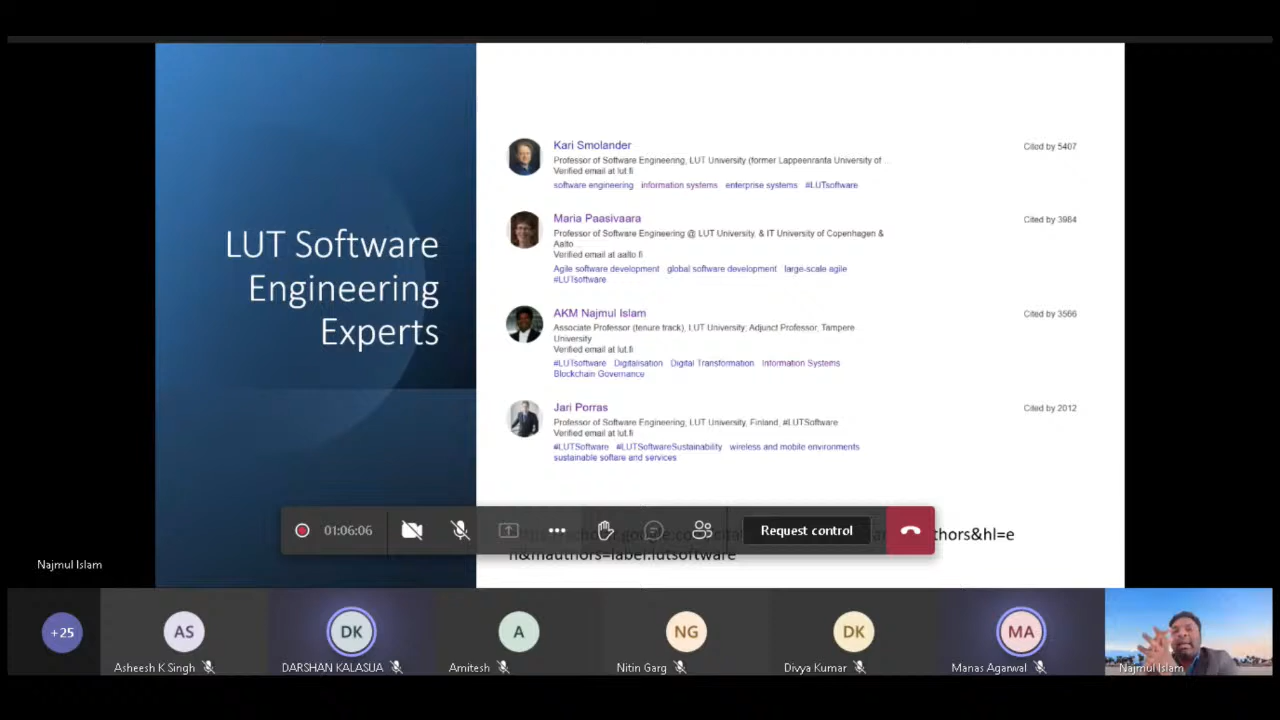 LUT Software
Engineering
Experts
Kari Smolander
Cited by 5407
Professor of Software Engineering, LUT University (former Lappeenranta University of ...
Verified email at lut.fi
software engineering information systems enterprise systems #LUTsoftware
Maria Paasivaara
Cited by 3984
Professor of Software Engineering @ LUT University, & IT University of Copenhagen &
Aalto ...
Verified email at aalto.fi
Agile software development global software development large-scale agile
#LUTsoftware
AKM Najmul Islam
Cited by 3566
Associate Professor (tenure track), LUT University; Adjunct Professor, Tampere
University
Verified email at lut.fi
#LUTsoftware Digitalisation Digital Transformation Information Systems
Blockchain Governance
Jari Porras
Cited by 2012
Professor of Software Engineering, LUT University, Finland, #LUTSoftware
Verified email at lut.fi
#LUTSoftware #LUTSoftwareSustainability wireless and mobile environments
sustainable softare and services
01:06:06
Request control
thors&hl=e
n&mauthors=label:lutsoftware
Najmul Islam
+25
AS
DK
A
NG
DK
MA
Asheesh K Singh
DARSHAN KALASUA
Amitesh
Nitin Garg
Divya Kumar
Manas Agarwal
Najmul Islam